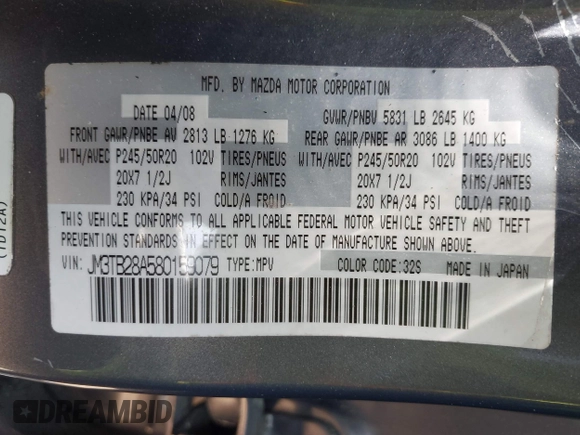 MFD. BY MAZDA MOTOR CORPORATION
DATE 04/08 GVWR/PNBV 5831 LB 2645 KG
FRONT GAWR/PNBE AV 2813 LB 1276 KG REAR GAWR/PNBE AR 3086 LB 1400 KG
WITH/AVEC P245/50R20 102V TIRES/PNEUS WITH/AVEC P245/50R20 102V TIRES/PNEUS
20X7 1/2J RIMS/JANTES 20X7 1/2J RIMS/JANTES
230 KPA/34 PSI COLD/A FROID 230 KPA/34 PSI COLD/A FROID
THIS VEHICLE CONFORMS TO ALL APPLICABLE FEDERAL MOTOR VEHICLE SAFETY AND THEFT
PREVENTION STANDARDS IN EFFECT ON THE DATE OF MANUFACTURE SHOWN ABOVE.
VIN: JM3TB28A580159079 TYPE:MPV COLOR CODE:32S MADE IN JAPAN
(TD12A)
DREAMBID